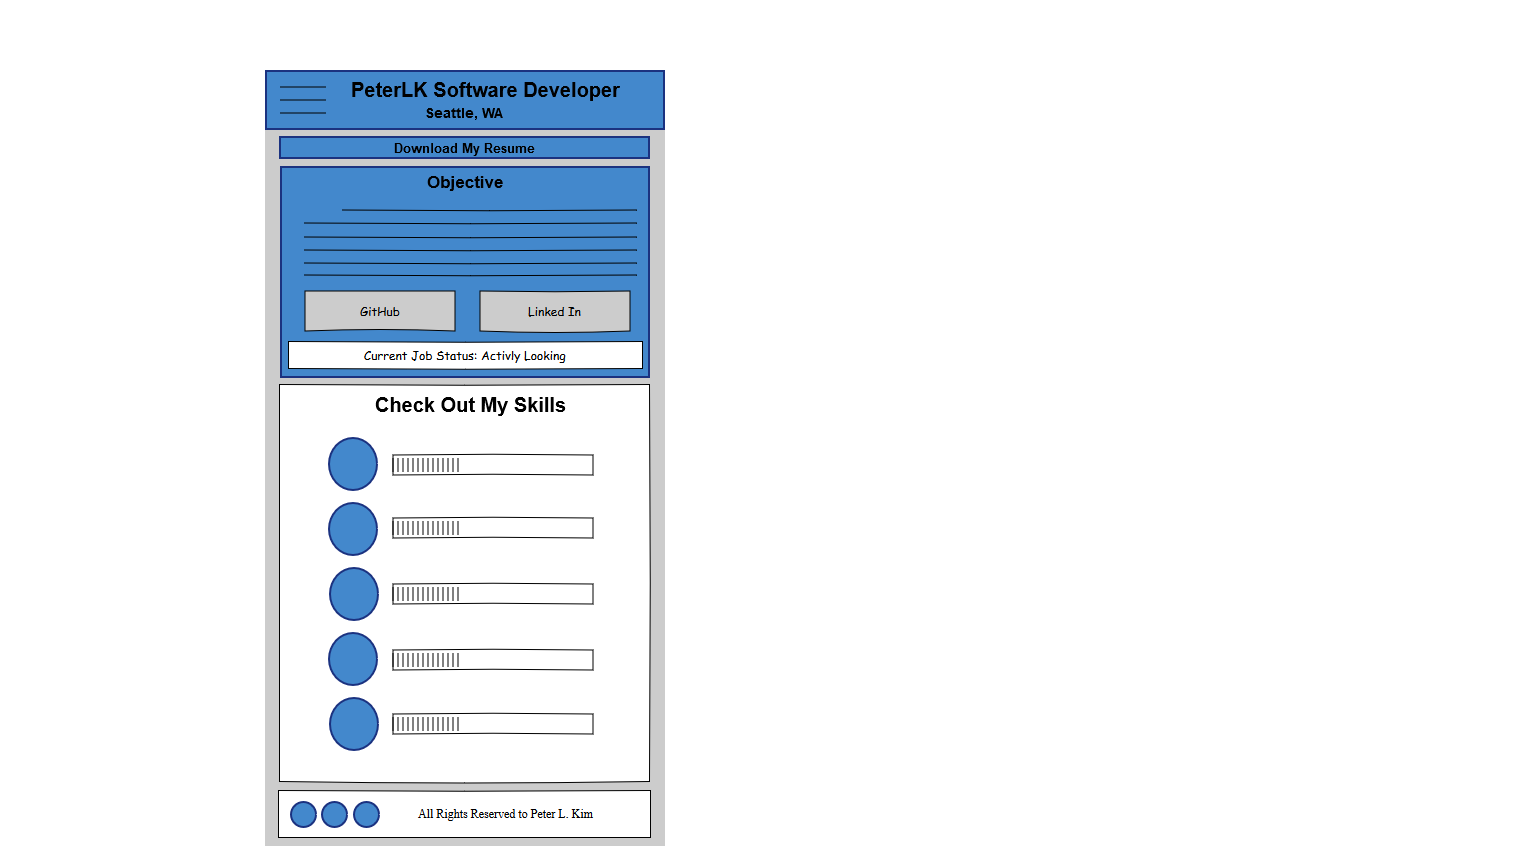 PeterLK Software Developer
Seattle, WA
Download My Resume
Objective
GitHub
Linked In
Current Job Status: Activly Looking
Check Out My Skills
All Rights Reserved to Peter L. Kim